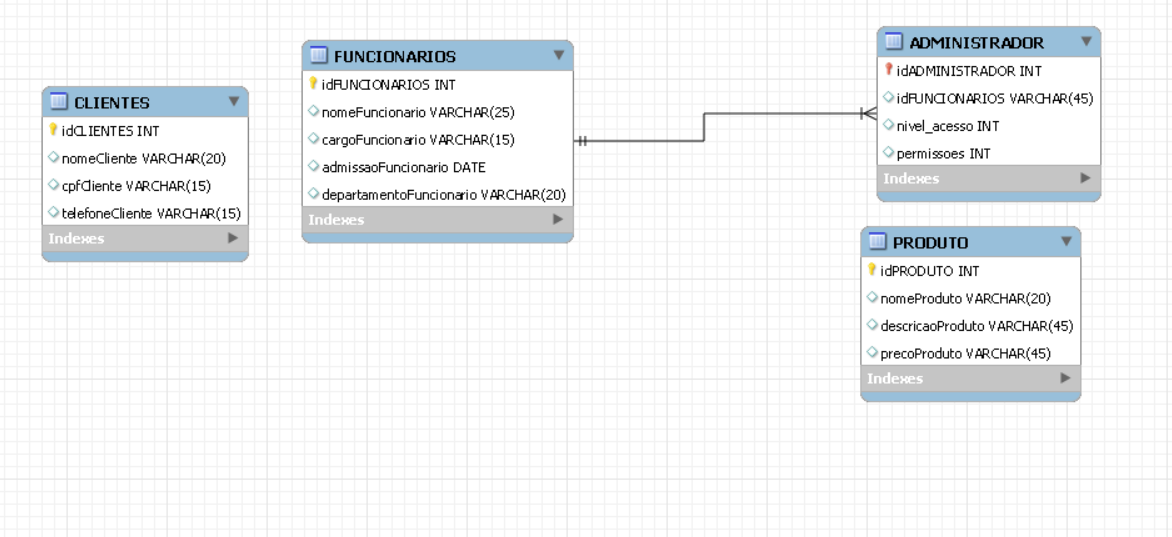 CLIENTES
idCLIENTES INT
nomeCliente VARCHAR(20)
cpfCliente VARCHAR(15)
telefoneCliente VARCHAR(15)
Indexes
FUNCIONARIOS
idFUNCIONARIOS INT
nomeFuncionario VARCHAR(25)
cargoFuncionario VARCHAR(15)
admissaoFuncionario DATE
departamentoFuncionario VARCHAR(20)
Indexes
ADMINISTRADOR
idADMINISTRADOR INT
idFUNCIONARIOS VARCHAR(45)
nivel_acesso INT
permissoes INT
Indexes
PRODUTO
idPRODUTO INT
nomeProduto VARCHAR(20)
descricaoProduto VARCHAR(45)
precoProduto VARCHAR(45)
Indexes